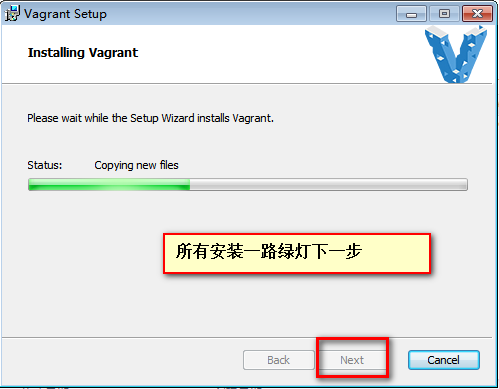 Vagrant Setup
Installing Vagrant
Please wait while the Setup Wizard installs Vagrant.
Status: Copying new files
所有安装一路绿灯下一步
Back Next Cancel